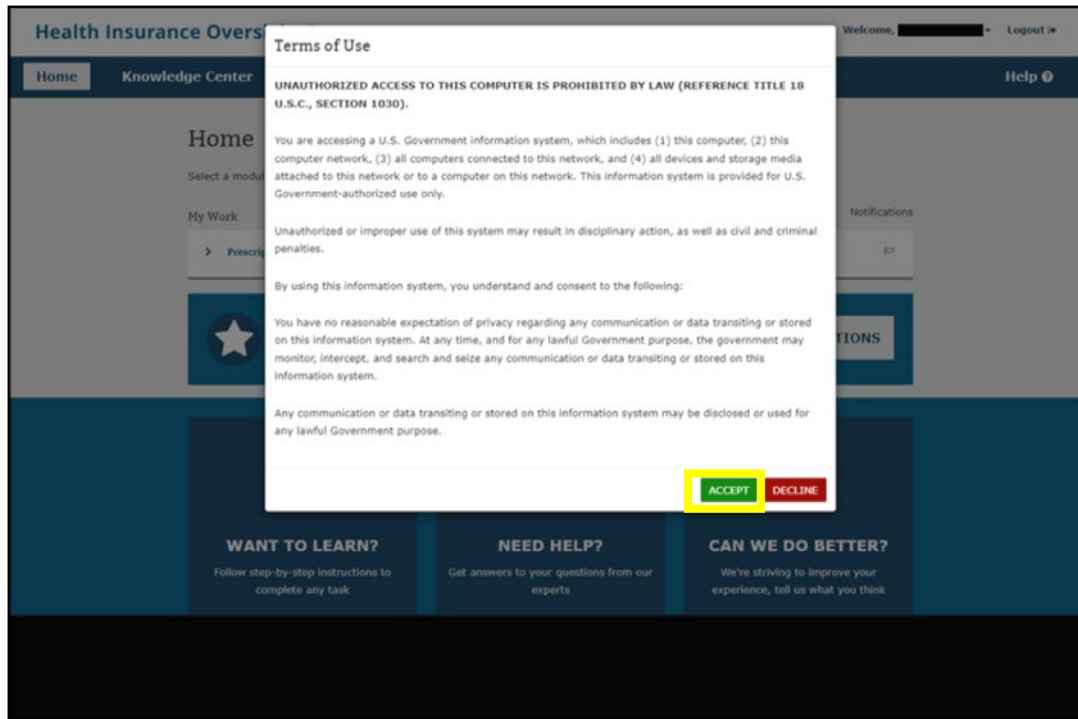 Health Insurance Overs
Welcome,
Logout
Home
Knowledge Center
Help
Terms of Use
UNAUTHORIZED ACCESS TO THIS COMPUTER IS PROHIBITED BY LAW (REFERENCE TITLE 18
U.S.C., SECTION 1030).
You are accessing a U.S. Government information system, which includes (1) this computer, (2) this
computer network, (3) all computers connected to this network, and (4) all devices and storage media
attached to this network or to a computer on this network. This information system is provided for U.S.
Government-authorized use only.
Unauthorized or improper use of this system may result in disciplinary action, as well as civil and criminal
penalties.
By using this information system, you understand and consent to the following:
You have no reasonable expectation of privacy regarding any communication or data transiting or stored
on this information system. At any time, and for any lawful Government purpose, the government may
monitor, intercept, and search and seize any communication or data transiting or stored on this
information system.
Any communication or data transiting or stored on this information system may be disclosed or used for
any lawful Government purpose.
ACCEPT
DECLINE
Home
Select a modul
My Work
Notifications
Prescrip
TIONS
WANT TO LEARN?
Follow step-by-step instructions to
complete any task
NEED HELP?
Get answers to your questions from our
experts
CAN WE DO BETTER?
We're striving to improve your
experience, tell us what you think